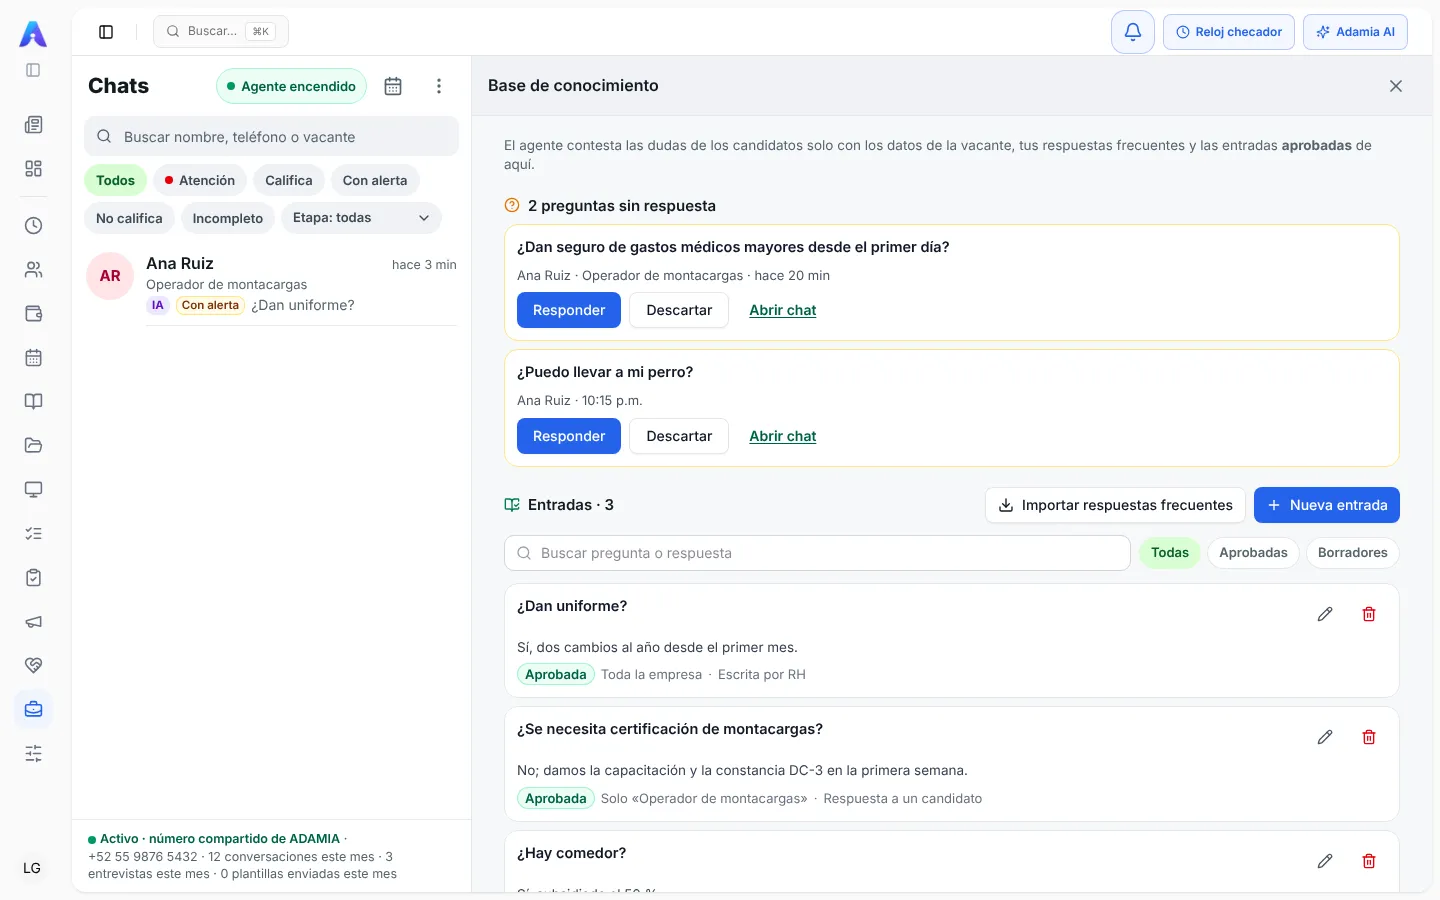 Buscar... ⌘K
Reloj checador
Adamia AI
Chats
Agente encendido
Buscar nombre, teléfono o vacante
Todos
Atención
Califica
Con alerta
No califica
Incompleto
Etapa: todas
AR
Ana Ruiz
hace 3 min
Operador de montacargas
IA Con alerta ¿Dan uniforme?
Activo · número compartido de ADAMIA ·
+52 55 9876 5432 · 12 conversaciones este mes · 3
entrevistas este mes · 0 plantillas enviadas este mes
LG
Base de conocimiento
El agente contesta las dudas de los candidatos solo con los datos de la vacante, tus respuestas frecuentes y las entradas aprobadas de
aquí.
2 preguntas sin respuesta
¿Dan seguro de gastos médicos mayores desde el primer día?
Ana Ruiz · Operador de montacargas · hace 20 min
Responder Descartar Abrir chat
¿Puedo llevar a mi perro?
Ana Ruiz · 10:15 p.m.
Responder Descartar Abrir chat
Entradas · 3
Importar respuestas frecuentes
Nueva entrada
Buscar pregunta o respuesta
Todas
Aprobadas
Borradores
¿Dan uniforme?
Sí, dos cambios al año desde el primer mes.
Aprobada Toda la empresa · Escrita por RH
¿Se necesita certificación de montacargas?
No; damos la capacitación y la constancia DC-3 en la primera semana.
Aprobada Solo «Operador de montacargas» · Respuesta a un candidato
¿Hay comedor?